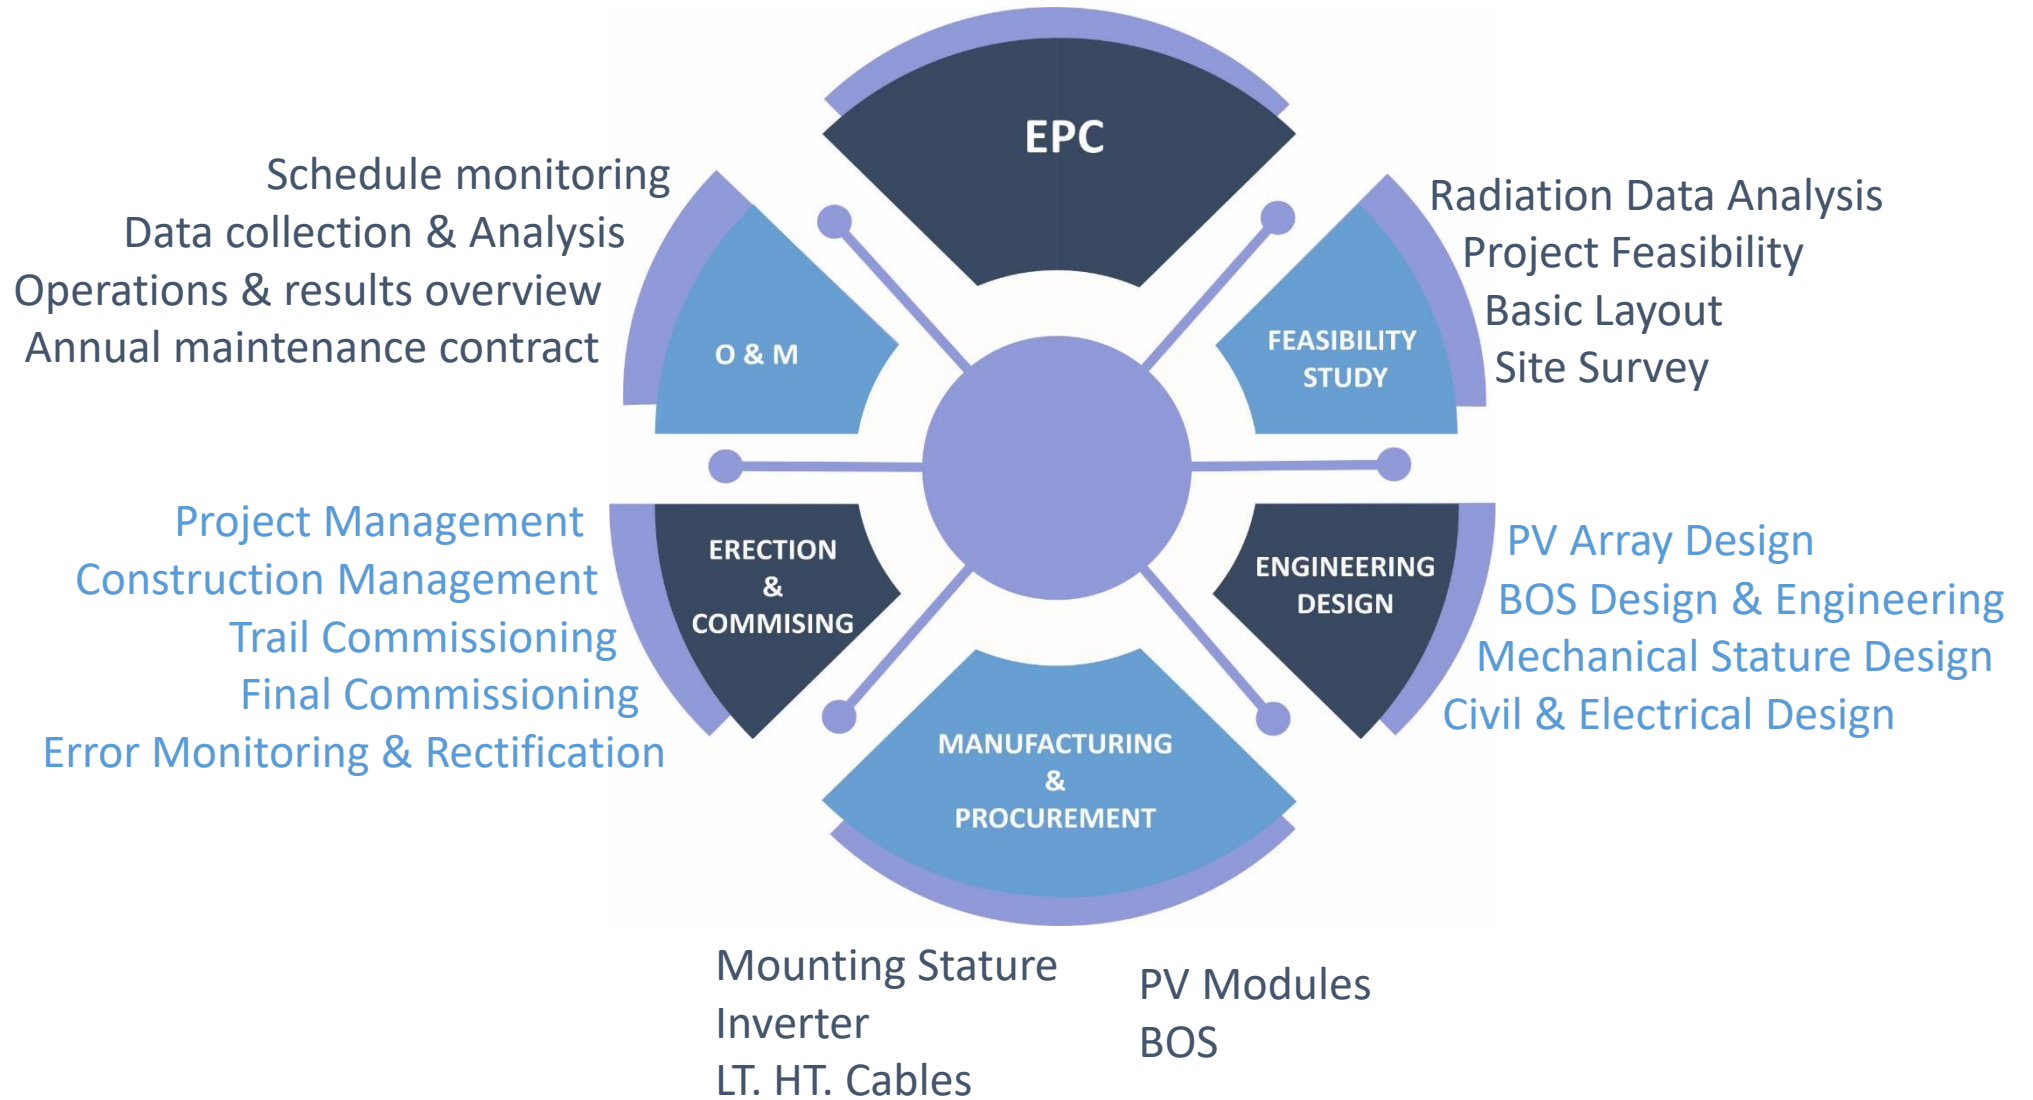 EPC
Schedule monitoring
Data collection & Analysis
Operations & results overview
Annual maintenance contract
O & M
FEASIBILITY
STUDY
Radiation Data Analysis
Project Feasibility
Basic Layout
Site Survey
Project Management
Construction Management
Trail Commissioning
Final Commissioning
Error Monitoring & Rectification
ERECTION
&
COMMISING
ENGINEERING
DESIGN
PV Array Design
BOS Design & Engineering
Mechanical Stature Design
Civil & Electrical Design
MANUFACTURING
&
PROCUREMENT
Mounting Stature
Inverter
LT. HT. Cables
PV Modules
BOS